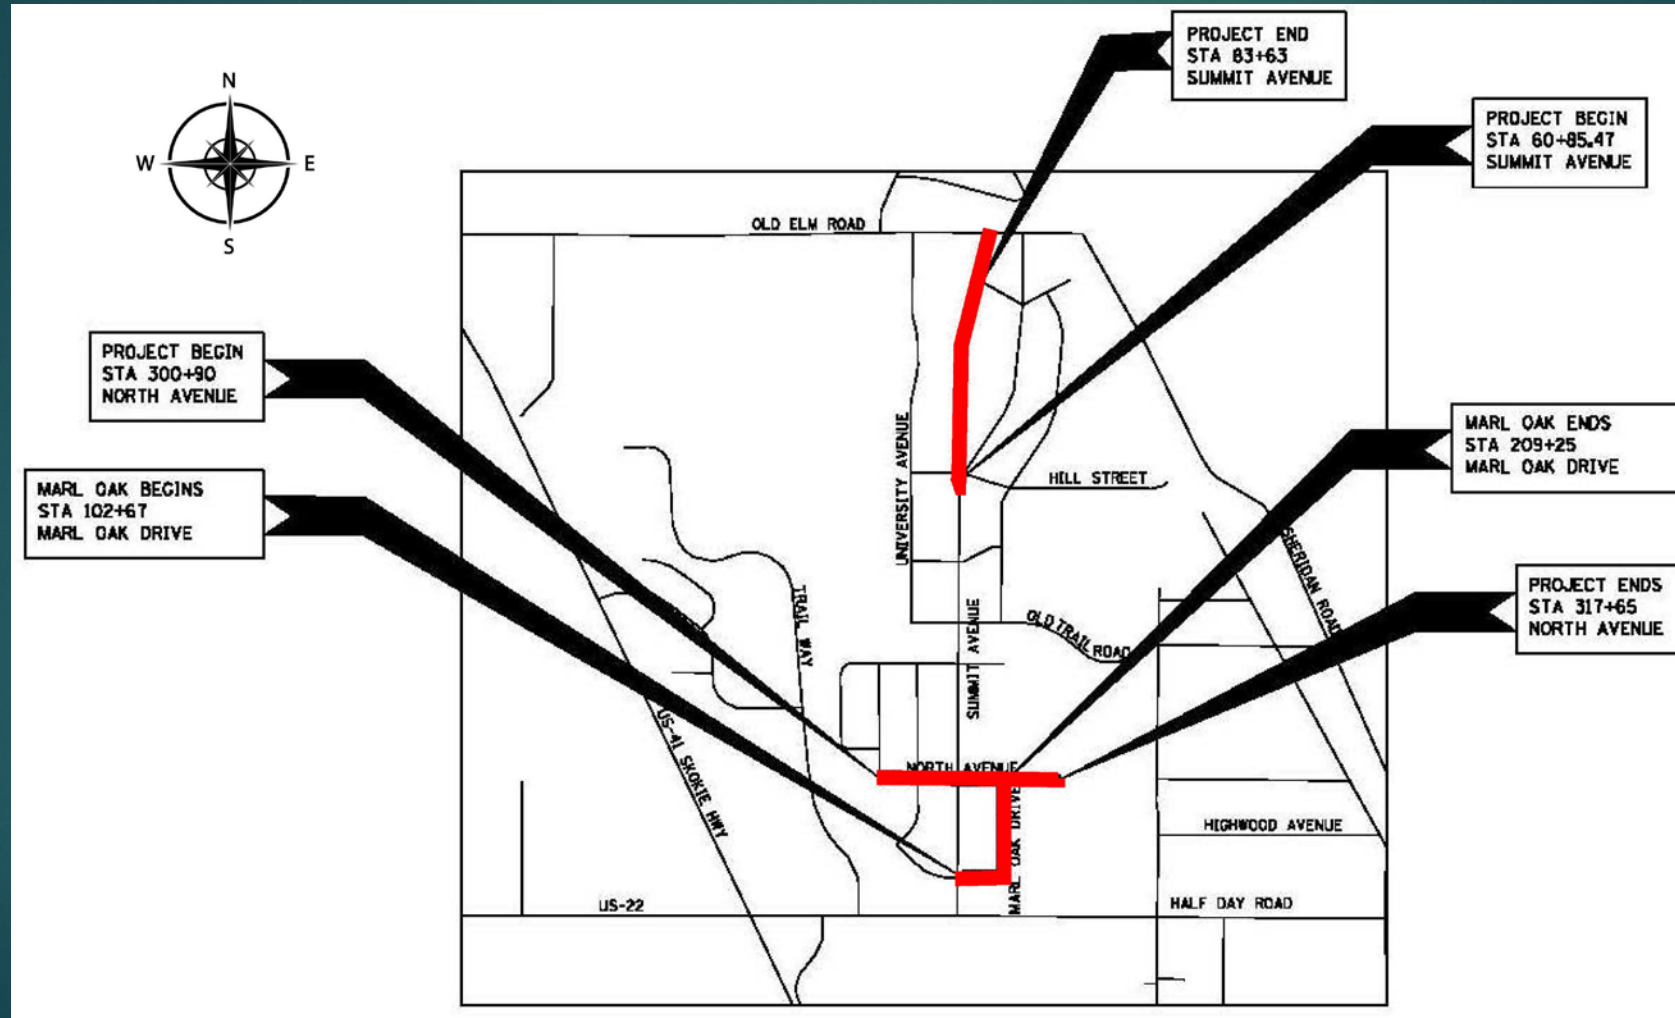 PROJECT END
STA 83+63
SUMMIT AVENUE
N
W
E
S
PROJECT BEGIN
STA 60+85.47
SUMMIT AVENUE
OLD ELM ROAD
PROJECT BEGIN
STA 300+90
NORTH AVENUE
MARL OAK ENDS
STA 209+25
MARL OAK DRIVE
UNIVERSITY AVENUE
HILL STREET
MARL OAK BEGINS
STA 102+67
MARL OAK DRIVE
SHERIDAN ROAD
PROJECT ENDS
STA 317+65
NORTH AVENUE
TRAIL WAY
SUMMIT AVENUE
OLD TRAIL ROAD
US-41 SKOKIE HWY
NORTH AVENUE
MARL OAK DRIVE
HIGHWOOD AVENUE
US-22
HALF DAY ROAD